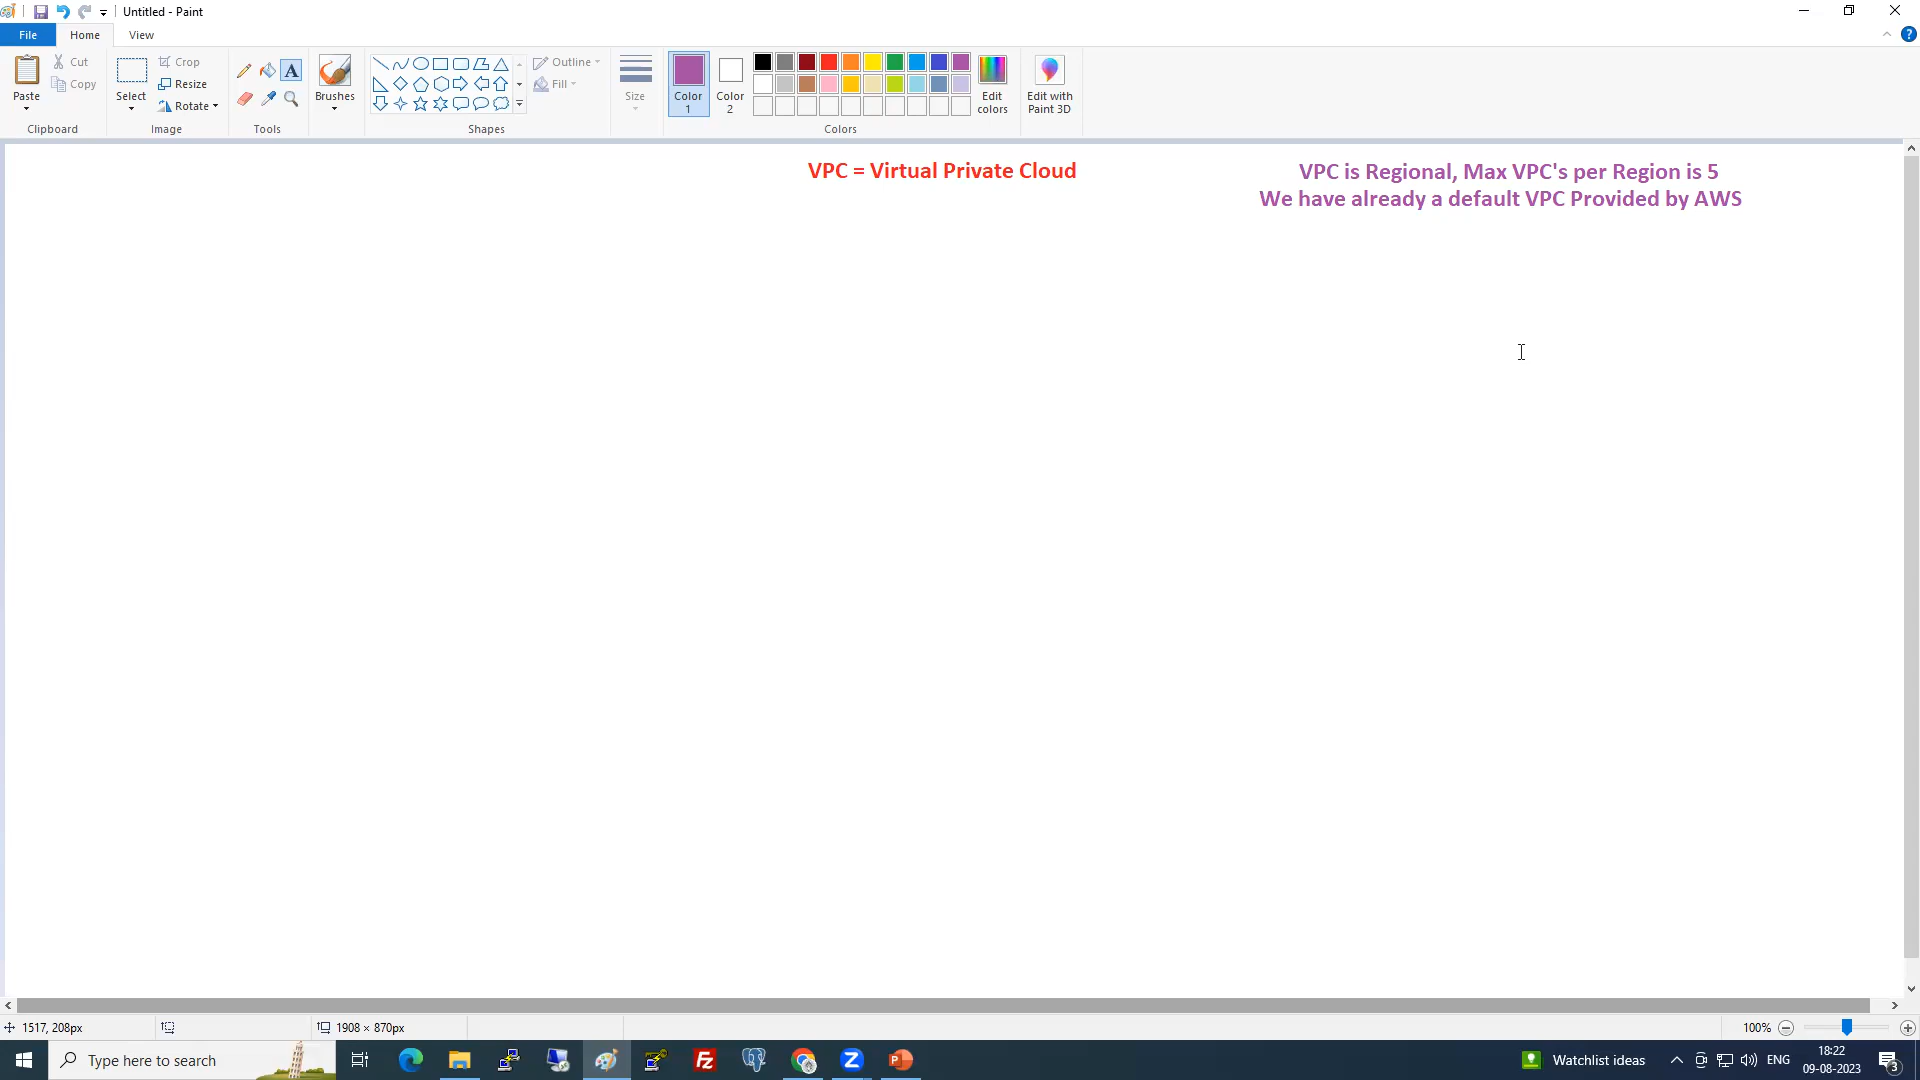 Untitled - Paint
File
Home
View
Paste
Cut
Copy
Clipboard
Select
Crop
Resize
Rotate
Image
A
Tools
Brushes
Shapes
Outline
Fill
Size
Color
1
Color
2
Colors
Edit
colors
Edit with
Paint 3D
VPC = Virtual Private Cloud
VPC is Regional, Max VPC's per Region is 5
We have already a default VPC Provided by AWS
1517, 208px
1908 × 870px
100%
Type here to search
Watchlist ideas
ENG
18:22
09-08-2023
3